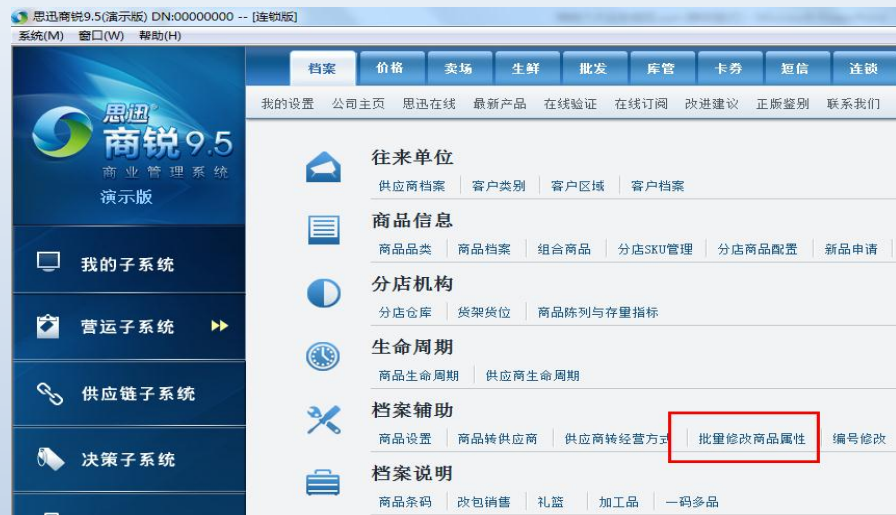 思迅商锐9.5(演示版) DN:00000000 -- [连锁版]
系统(M) 窗口(W) 帮助(H)
档案 价格 卖场 生鲜 批发 库管 卡券 短信 连锁
我的设置 公司主页 思迅在线 最新产品 在线验证 在线订阅 改进建议 正版鉴别 联系我们
思迅
商锐9.5
商业管理系统
演示版
我的子系统
营运子系统
供应链子系统
决策子系统
往来单位
供应商档案 客户类别 客户区域 客户档案
商品信息
商品品类 商品档案 组合商品 分店SKU管理 分店商品配置 新品申请
分店机构
分店仓库 货架货位 商品陈列与存量指标
生命周期
商品生命周期 供应商生命周期
档案辅助
商品设置 商品转供应商 供应商转经营方式 批量修改商品属性 编号修改
档案说明
商品条码 改包销售 礼篮 加工品 一码多品